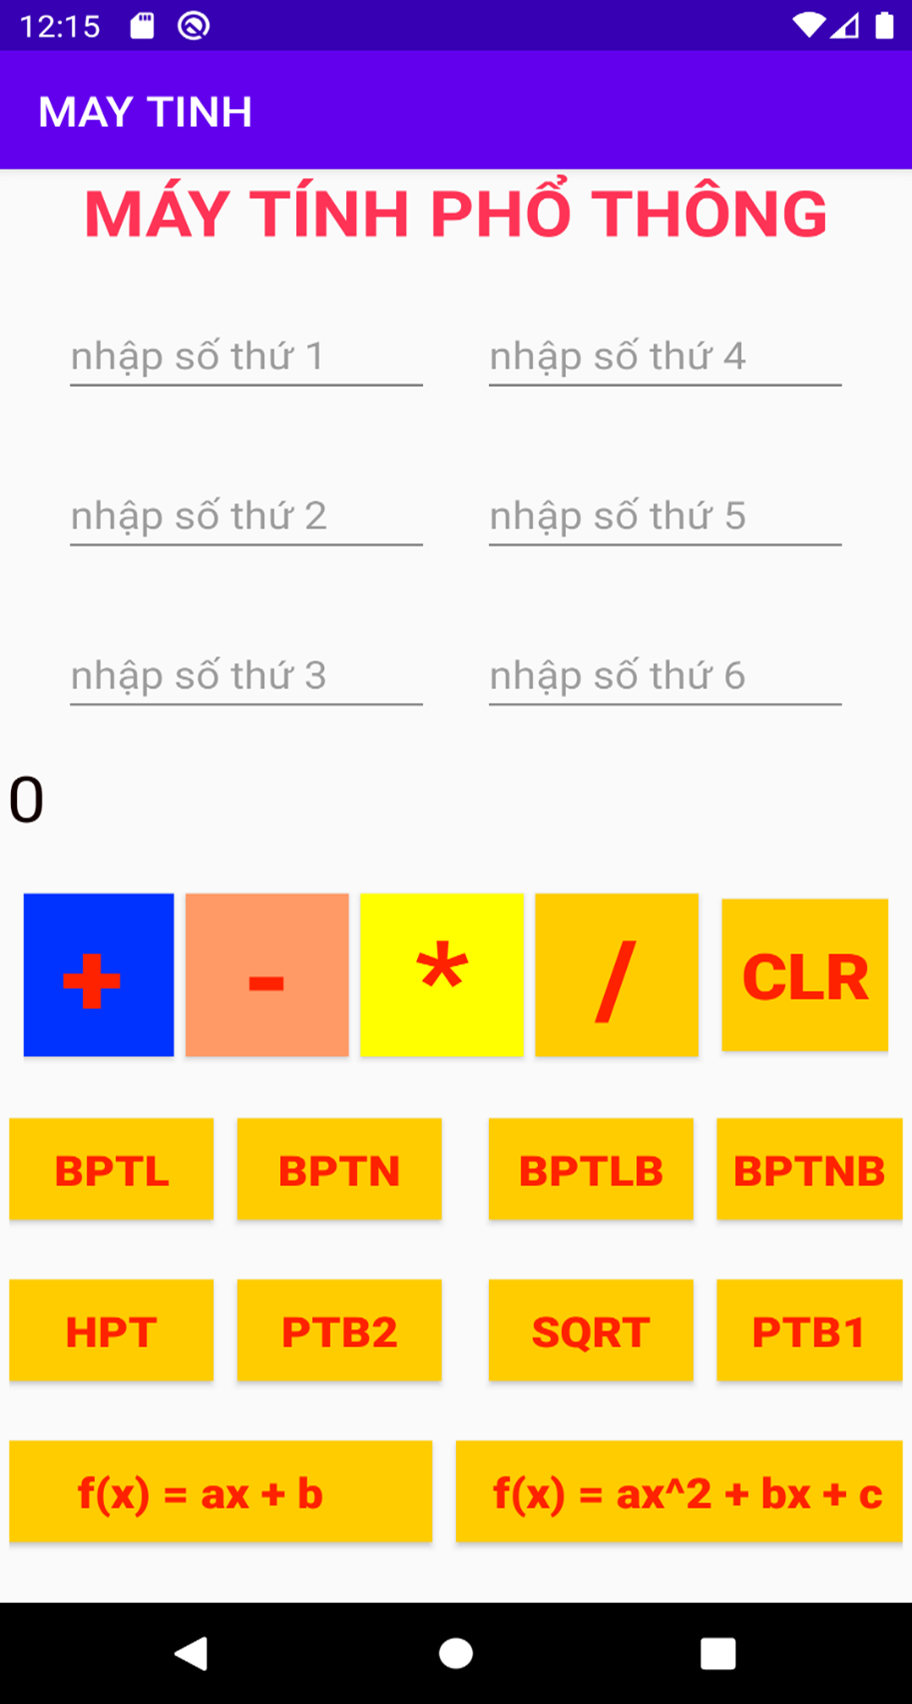 12:15
MAY TINH
MÁY TÍNH PHỔ THÔNG
nhập số thứ 1 nhập số thứ 4
nhập số thứ 2 nhập số thứ 5
nhập số thứ 3 nhập số thứ 6
0
+ - * / CLR
BPTL BPTN BPTLB BPTNB
HPT PTB2 SQRT PTB1
f(x) = ax + b f(x) = ax^2 + bx + c